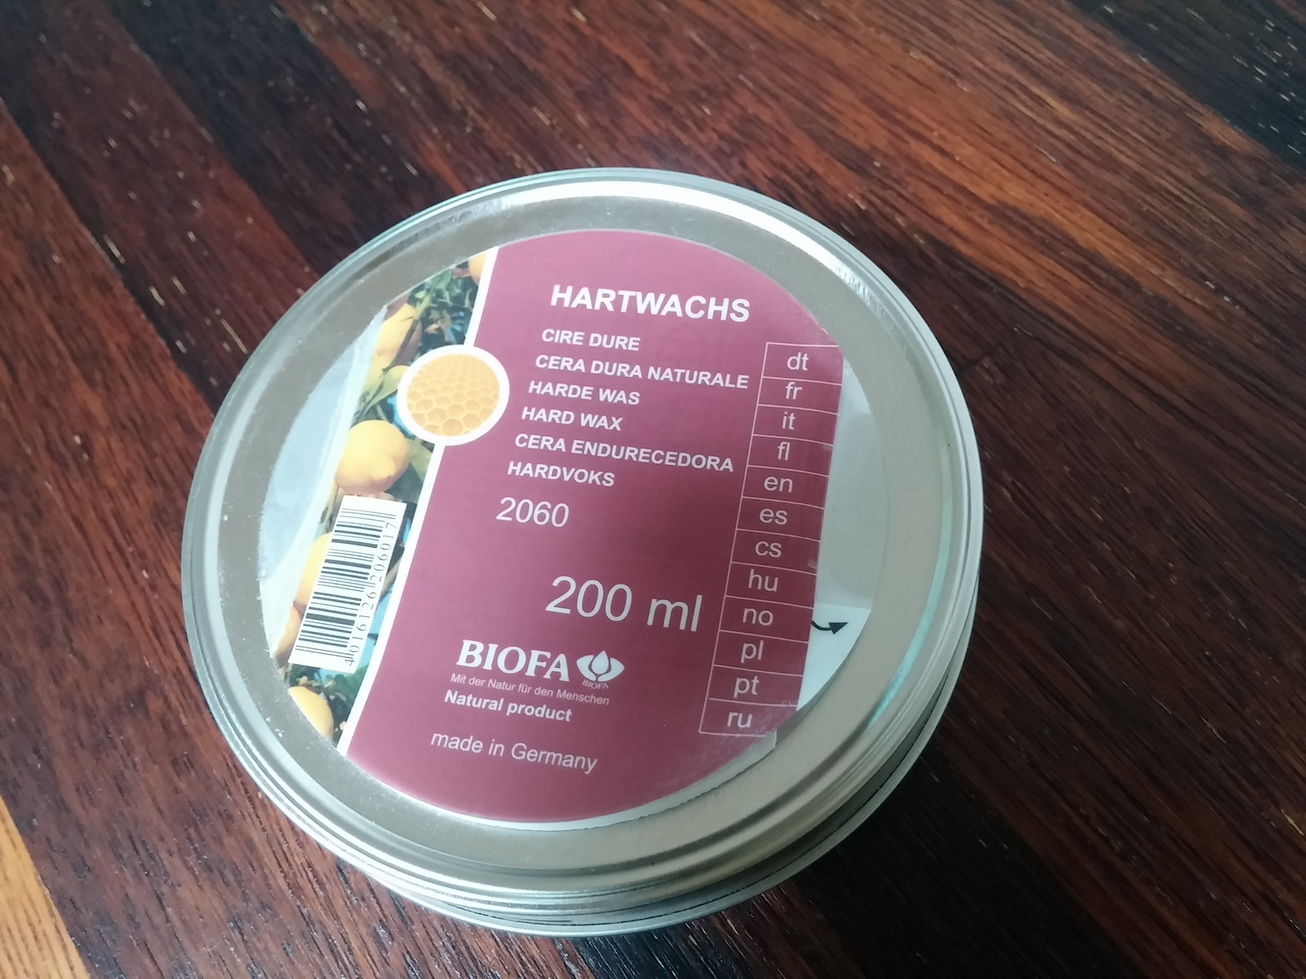 HARTWACHS
CIRE DURE
CERA DURA NATURALE
HARDE WAS
HARD WAX
CERA ENDURECEDORA
HARDVOKS
2060
200 ml
BIOFA
BIOFA
Mit der Natur für den Menschen
Natural product
made in Germany
dt
fr
it
fl
en
es
cs
hu
no
pl
pt
ru
4016126206017